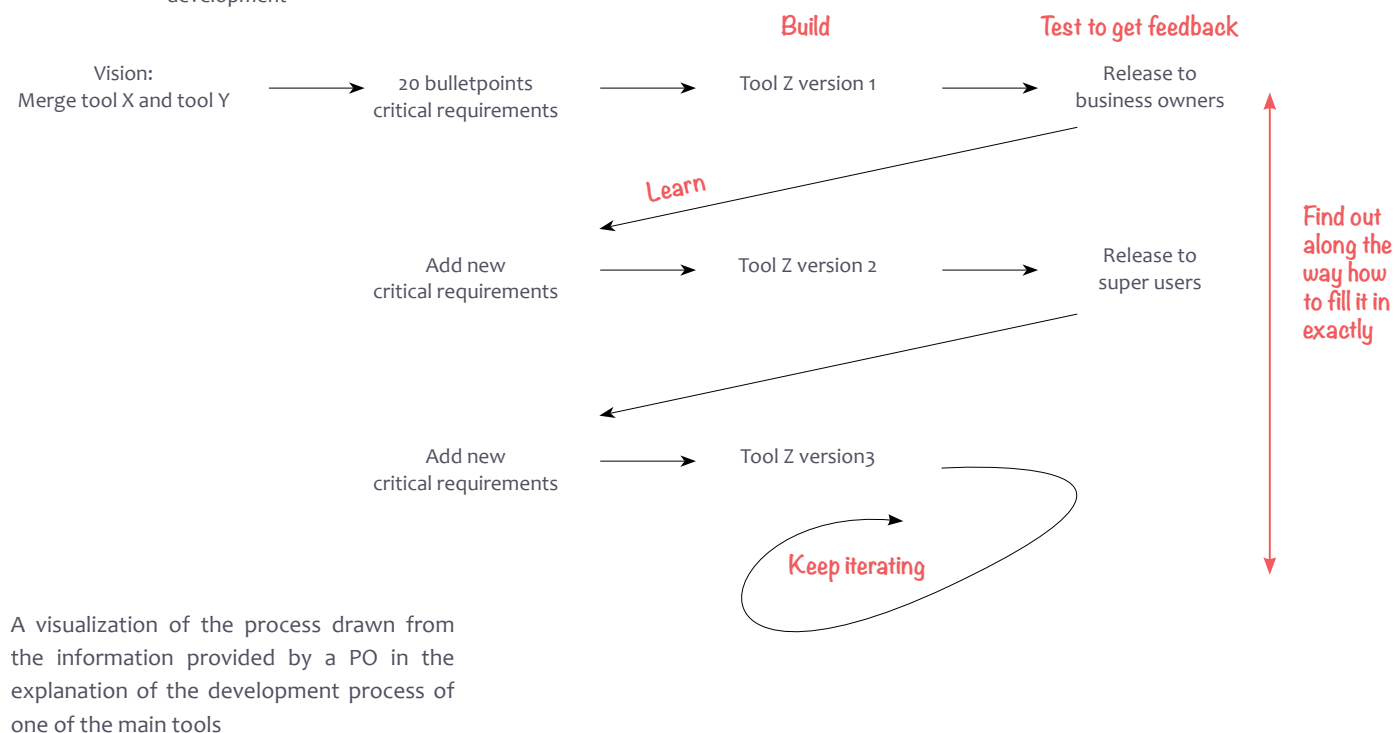 development
Build
Test to get feedback
Vision:
Merge tool X and tool Y
20 bulletpoints
critical requirements
Tool Z version 1
Release to
business owners
Learn
Find out
along the
way how
to fill it in
exactly
Add new
critical requirements
Tool Z version 2
Release to
super users
Add new
critical requirements
Tool Z version3
Keep iterating
A visualization of the process drawn from
the information provided by a PO in the
explanation of the development process of
one of the main tools